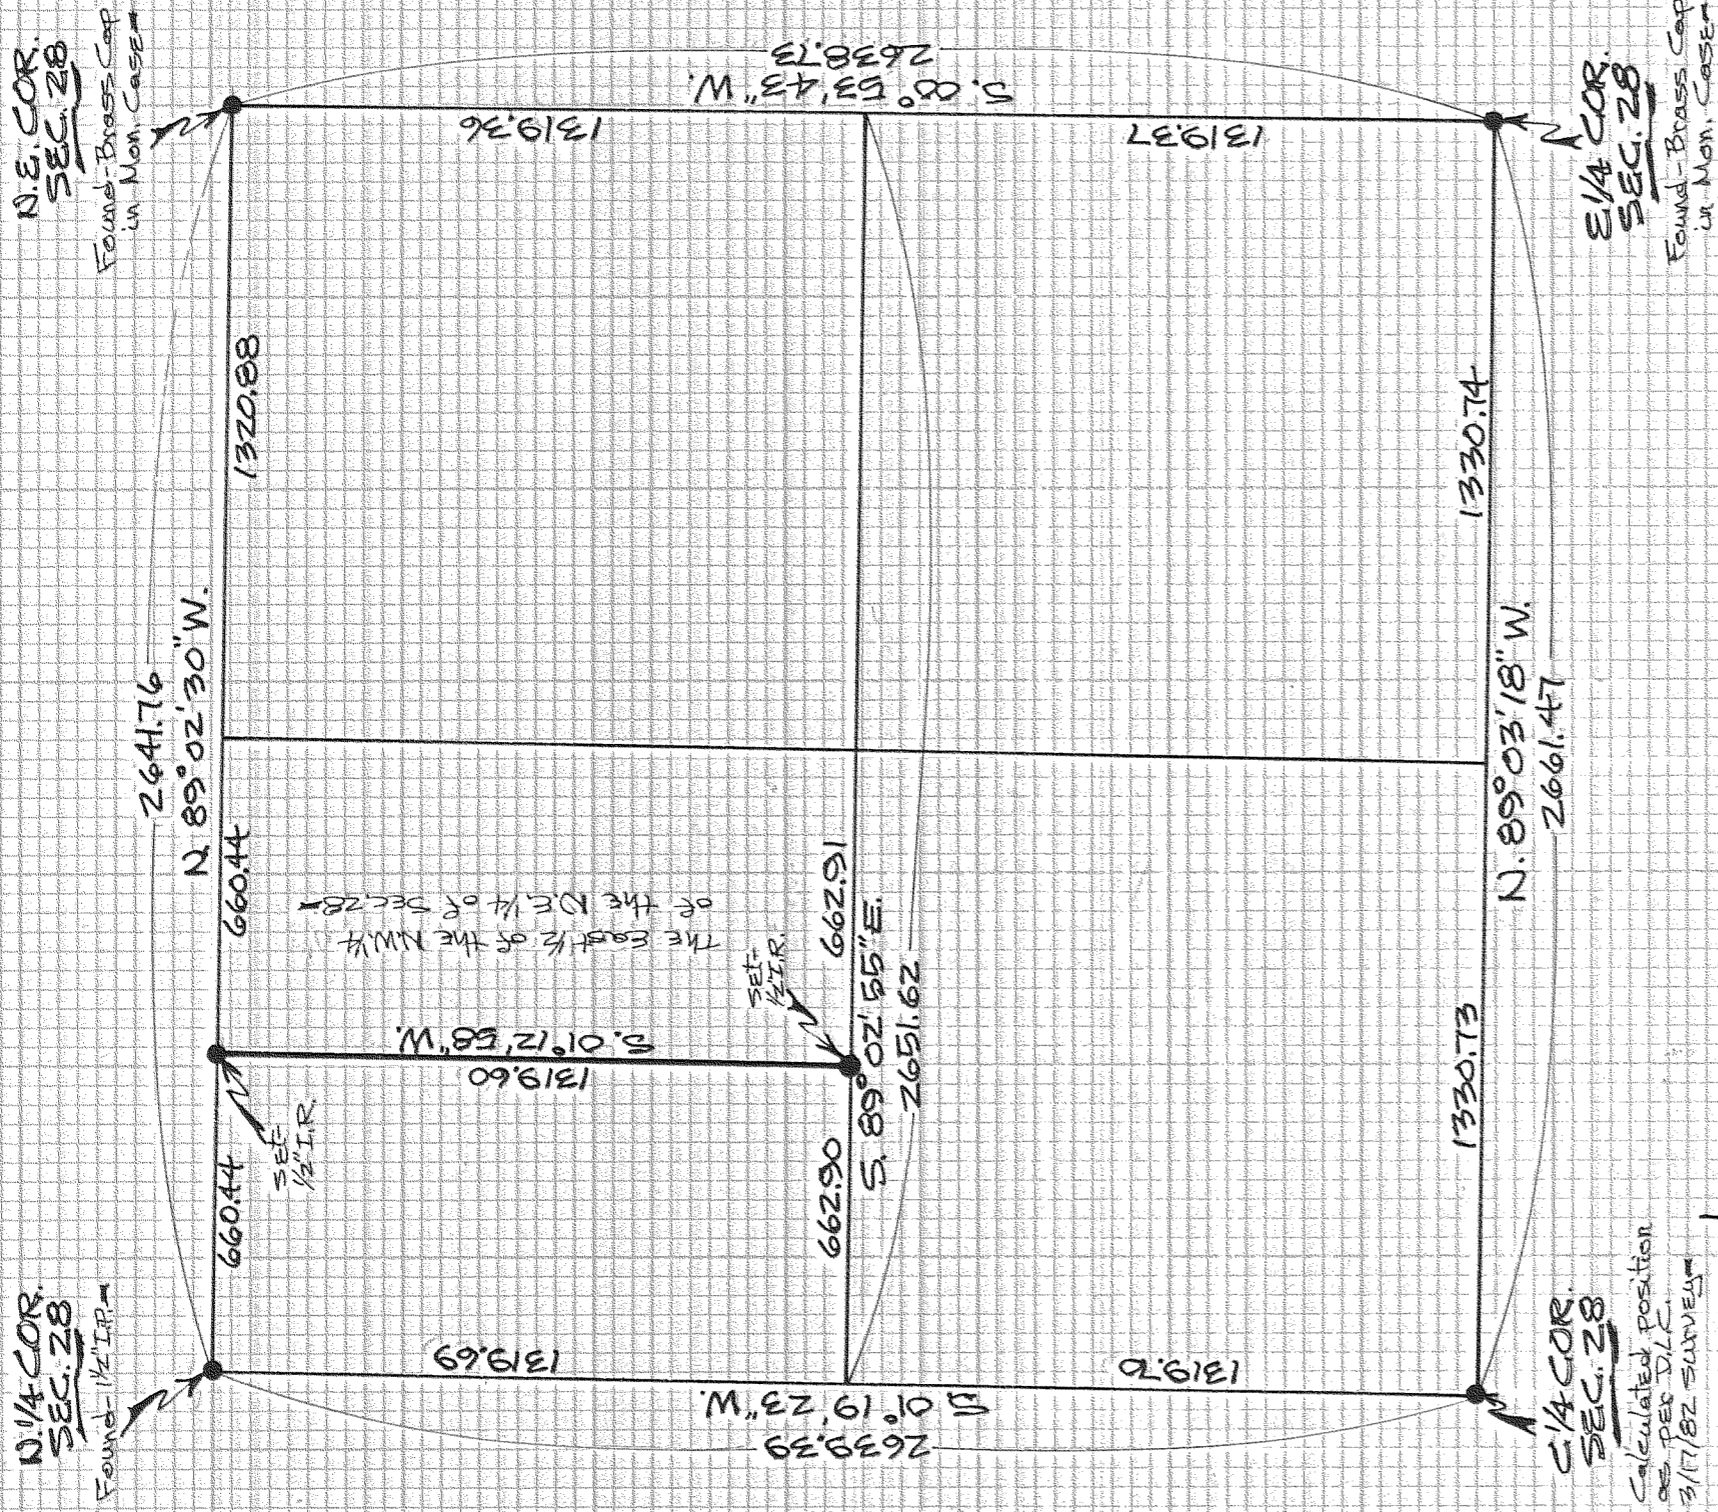 N.1/4 COR.
SEC. 28
Found-1½" I.P.
N.E. COR.
SEC. 28
Found-Brass Cap
in Mon. Case
2641.76
N. 89° 02' 30" W.
660.44
660.44
1320.88
SET-
½" I.R.
1319.69
S. 01° 19' 23" W.
2639.39
1319.70
S. 01° 12' 58" W.
1319.60
The East ½ of the N.W.¼
of the N.E.¼ of Sec. 28
SET-
½" I.R.
662.90
662.91
S. 89° 02' 55" E.
2651.62
1319.36
S. 00° 53' 43" W.
2638.73
1319.37
1330.73
1330.74
N. 89° 03' 18" W.
2661.47
C.1/4 COR.
SEC. 28
Calculated position
as per D.L.C.
3/17/82 survey
E.1/4 COR.
SEC. 28
Found-Brass Cap
in Mon. Case